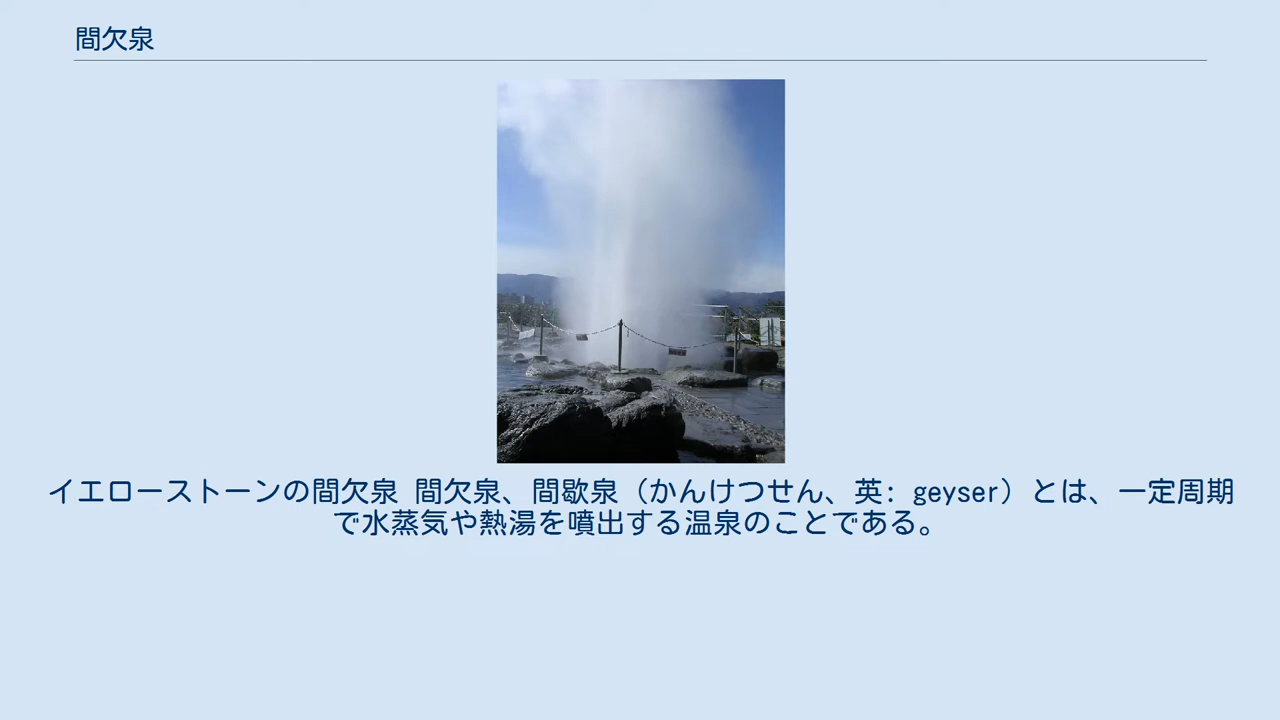 間欠泉
イエローストーンの間欠泉 間欠泉、間歇泉（かんけつせん、英: geyser）とは、一定周期
で水蒸気や熱湯を噴出する温泉のことである。